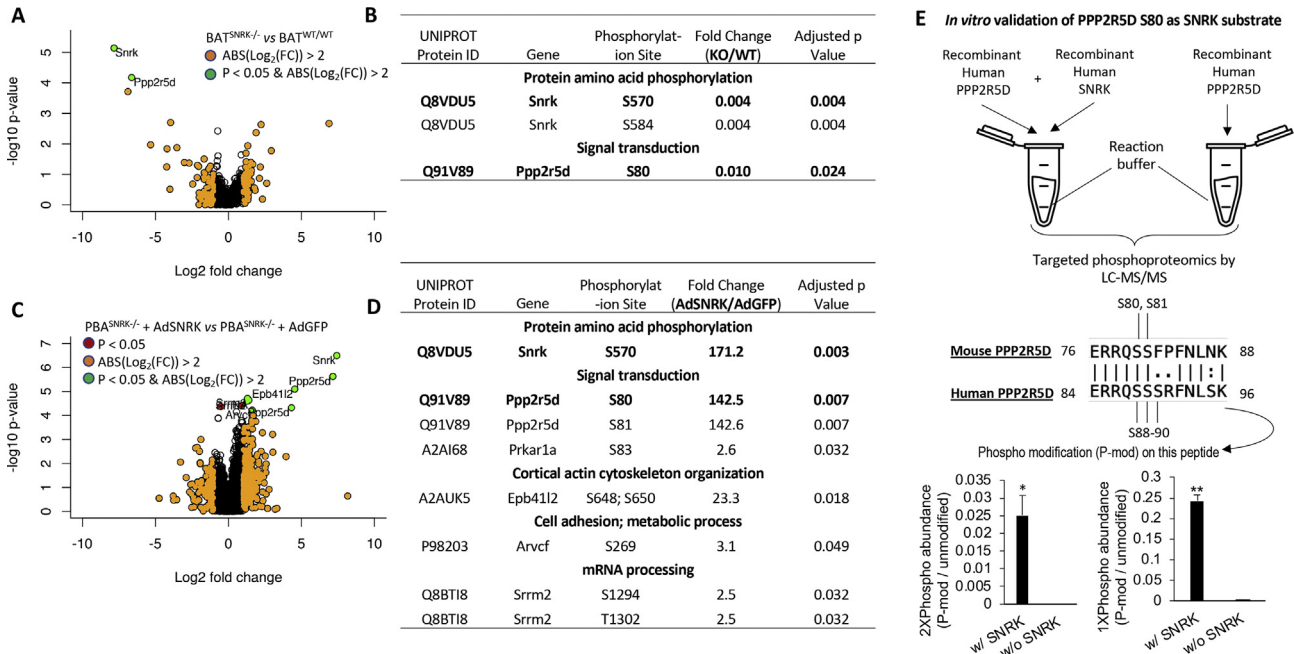 A
BAT^SNRK-/- vs BAT^WT/WT
ABS(Log₂(FC)) > 2
P < 0.05 & ABS(Log₂(FC)) > 2
Snrk
Ppp2r5d
-log10 p-value
5
4
3
2
1
0
-10 -5 0 5 10
Log2 fold change
B
UNIPROT Protein ID
Gene
Phosphorylat-ion Site
Fold Change (KO/WT)
Adjusted p Value
Protein amino acid phosphorylation
Q8VDU5 Snrk S570 0.004 0.004
Q8VDU5 Snrk S584 0.004 0.004
Signal transduction
Q91V89 Ppp2r5d S80 0.010 0.024
C
PBA^SNRK-/- + AdSNRK vs PBA^SNRK-/- + AdGFP
P < 0.05
ABS(Log₂(FC)) > 2
P < 0.05 & ABS(Log₂(FC)) > 2
Snrk
Ppp2r5d
Epb41l2
-log10 p-value
7
6
5
4
3
2
1
0
-10 -5 0 5 10
Log2 fold change
D
UNIPROT Protein ID
Gene
Phosphorylat-ion Site
Fold Change (AdSNRK/AdGFP)
Adjusted p Value
Protein amino acid phosphorylation
Q8VDU5 Snrk S570 171.2 0.003
Signal transduction
Q91V89 Ppp2r5d S80 142.5 0.007
Q91V89 Ppp2r5d S81 142.6 0.007
A2AI68 Prkar1a S83 2.6 0.032
Cortical actin cytoskeleton organization
A2AUK5 Epb41l2 S648; S650 23.3 0.018
Cell adhesion; metabolic process
P98203 Arvcf S269 3.1 0.049
mRNA processing
Q8BTI8 Srrm2 S1294 2.5 0.032
Q8BTI8 Srrm2 T1302 2.5 0.032
E
In vitro validation of PPP2R5D S80 as SNRK substrate
Recombinant Human PPP2R5D
+
Recombinant Human SNRK
Recombinant Human PPP2R5D
Reaction buffer
Targeted phosphoproteomics by
LC-MS/MS
S80, S81
Mouse PPP2R5D 76 ERRQSSFPFNLNK 88
||||||..|||:|
Human PPP2R5D 84 ERRQSSSRFNLSK 96
S88-90
Phospho modification (P-mod) on this peptide
2XPhospho abundance
(P-mod / unmodified)
0.035
0.03
0.025
0.02
0.015
0.01
0.005
0
*
w/ SNRK
w/o SNRK
1XPhospho abundance
(P-mod / unmodified)
0.3
0.25
0.2
0.15
0.1
0.05
0
**
w/ SNRK
w/o SNRK